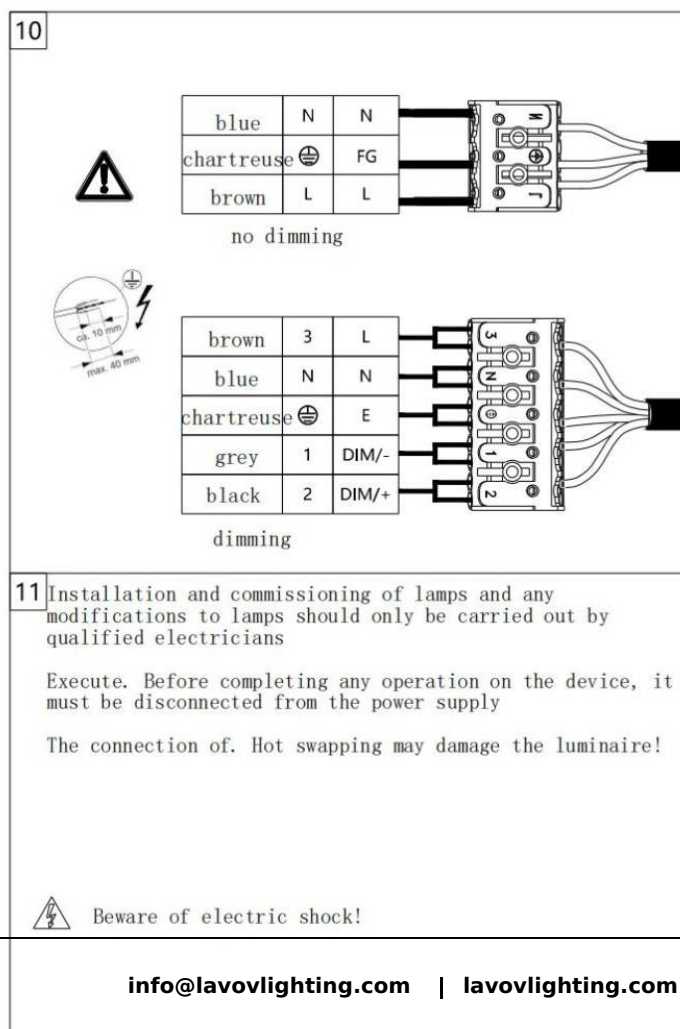 10
blue N N
chartreuse FG
brown L L
N
L
no dimming
ca. 10 mm
max. 40 mm
brown 3 L
blue N N
chartreuse E
grey 1 DIM/-
black 2 DIM/+
3
N
1
2
dimming
11
Installation and commissioning of lamps and any
modifications to lamps should only be carried out by
qualified electricians
Execute. Before completing any operation on the device, it
must be disconnected from the power supply
The connection of. Hot swapping may damage the luminaire!
Beware of electric shock!
info@lavovlighting.com | lavovlighting.com